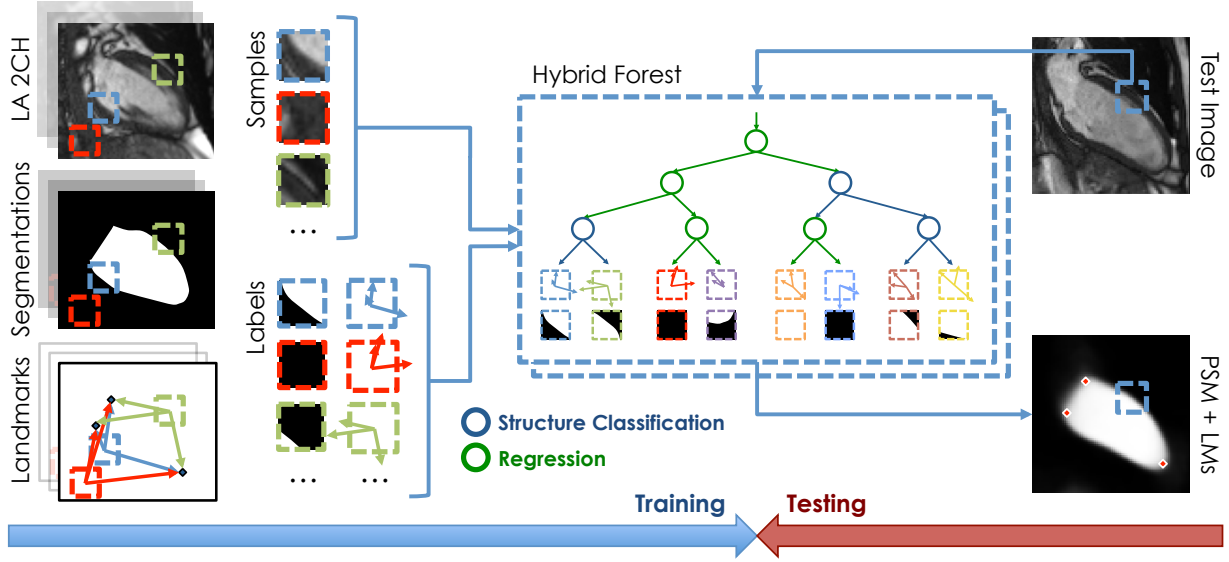 LA 2CH
Segmentations
Landmarks
Samples
...
Labels
... ...
Hybrid Forest
Structure Classification
Regression
Test Image
PSM + LMs
Training
Testing